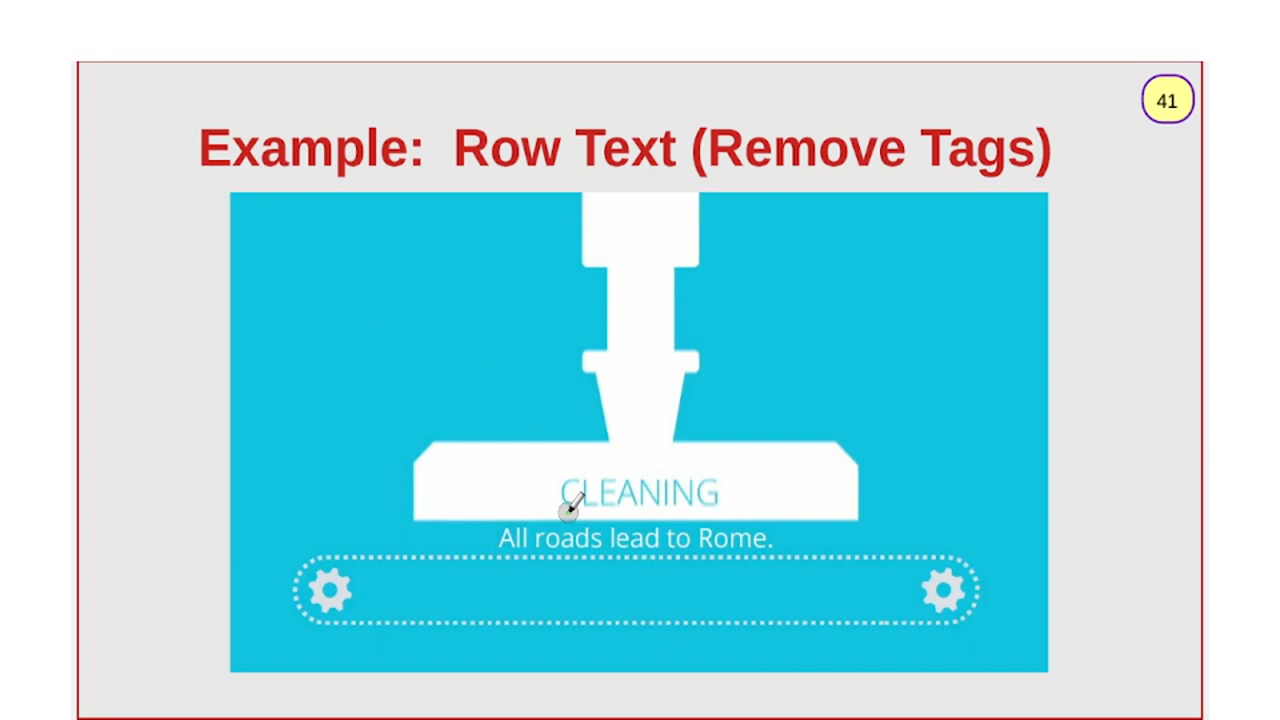 41
Example:  Row Text (Remove Tags)
CLEANING
All roads lead to Rome.